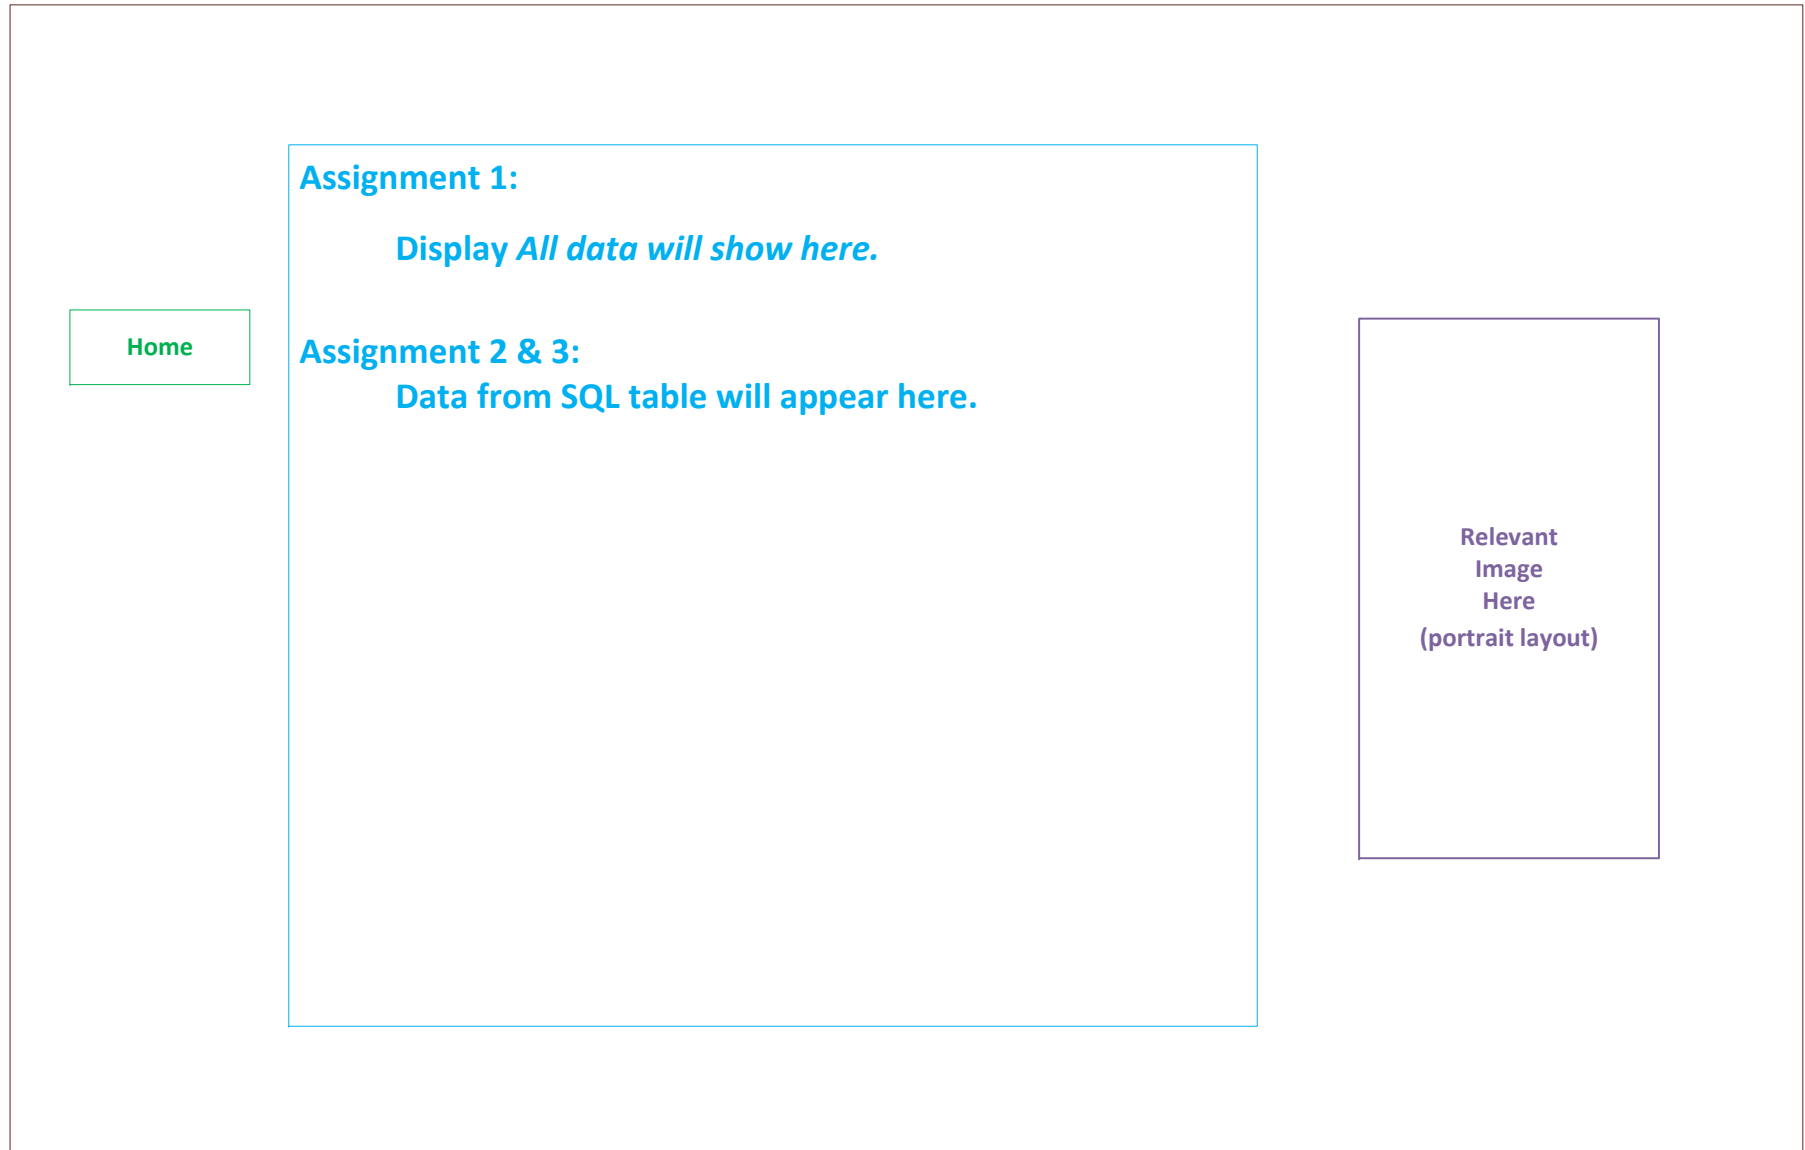 Assignment 1:
Display All data will show here.
Home
Assignment 2 & 3:
Data from SQL table will appear here.
Relevant
Image
Here
(portrait layout)